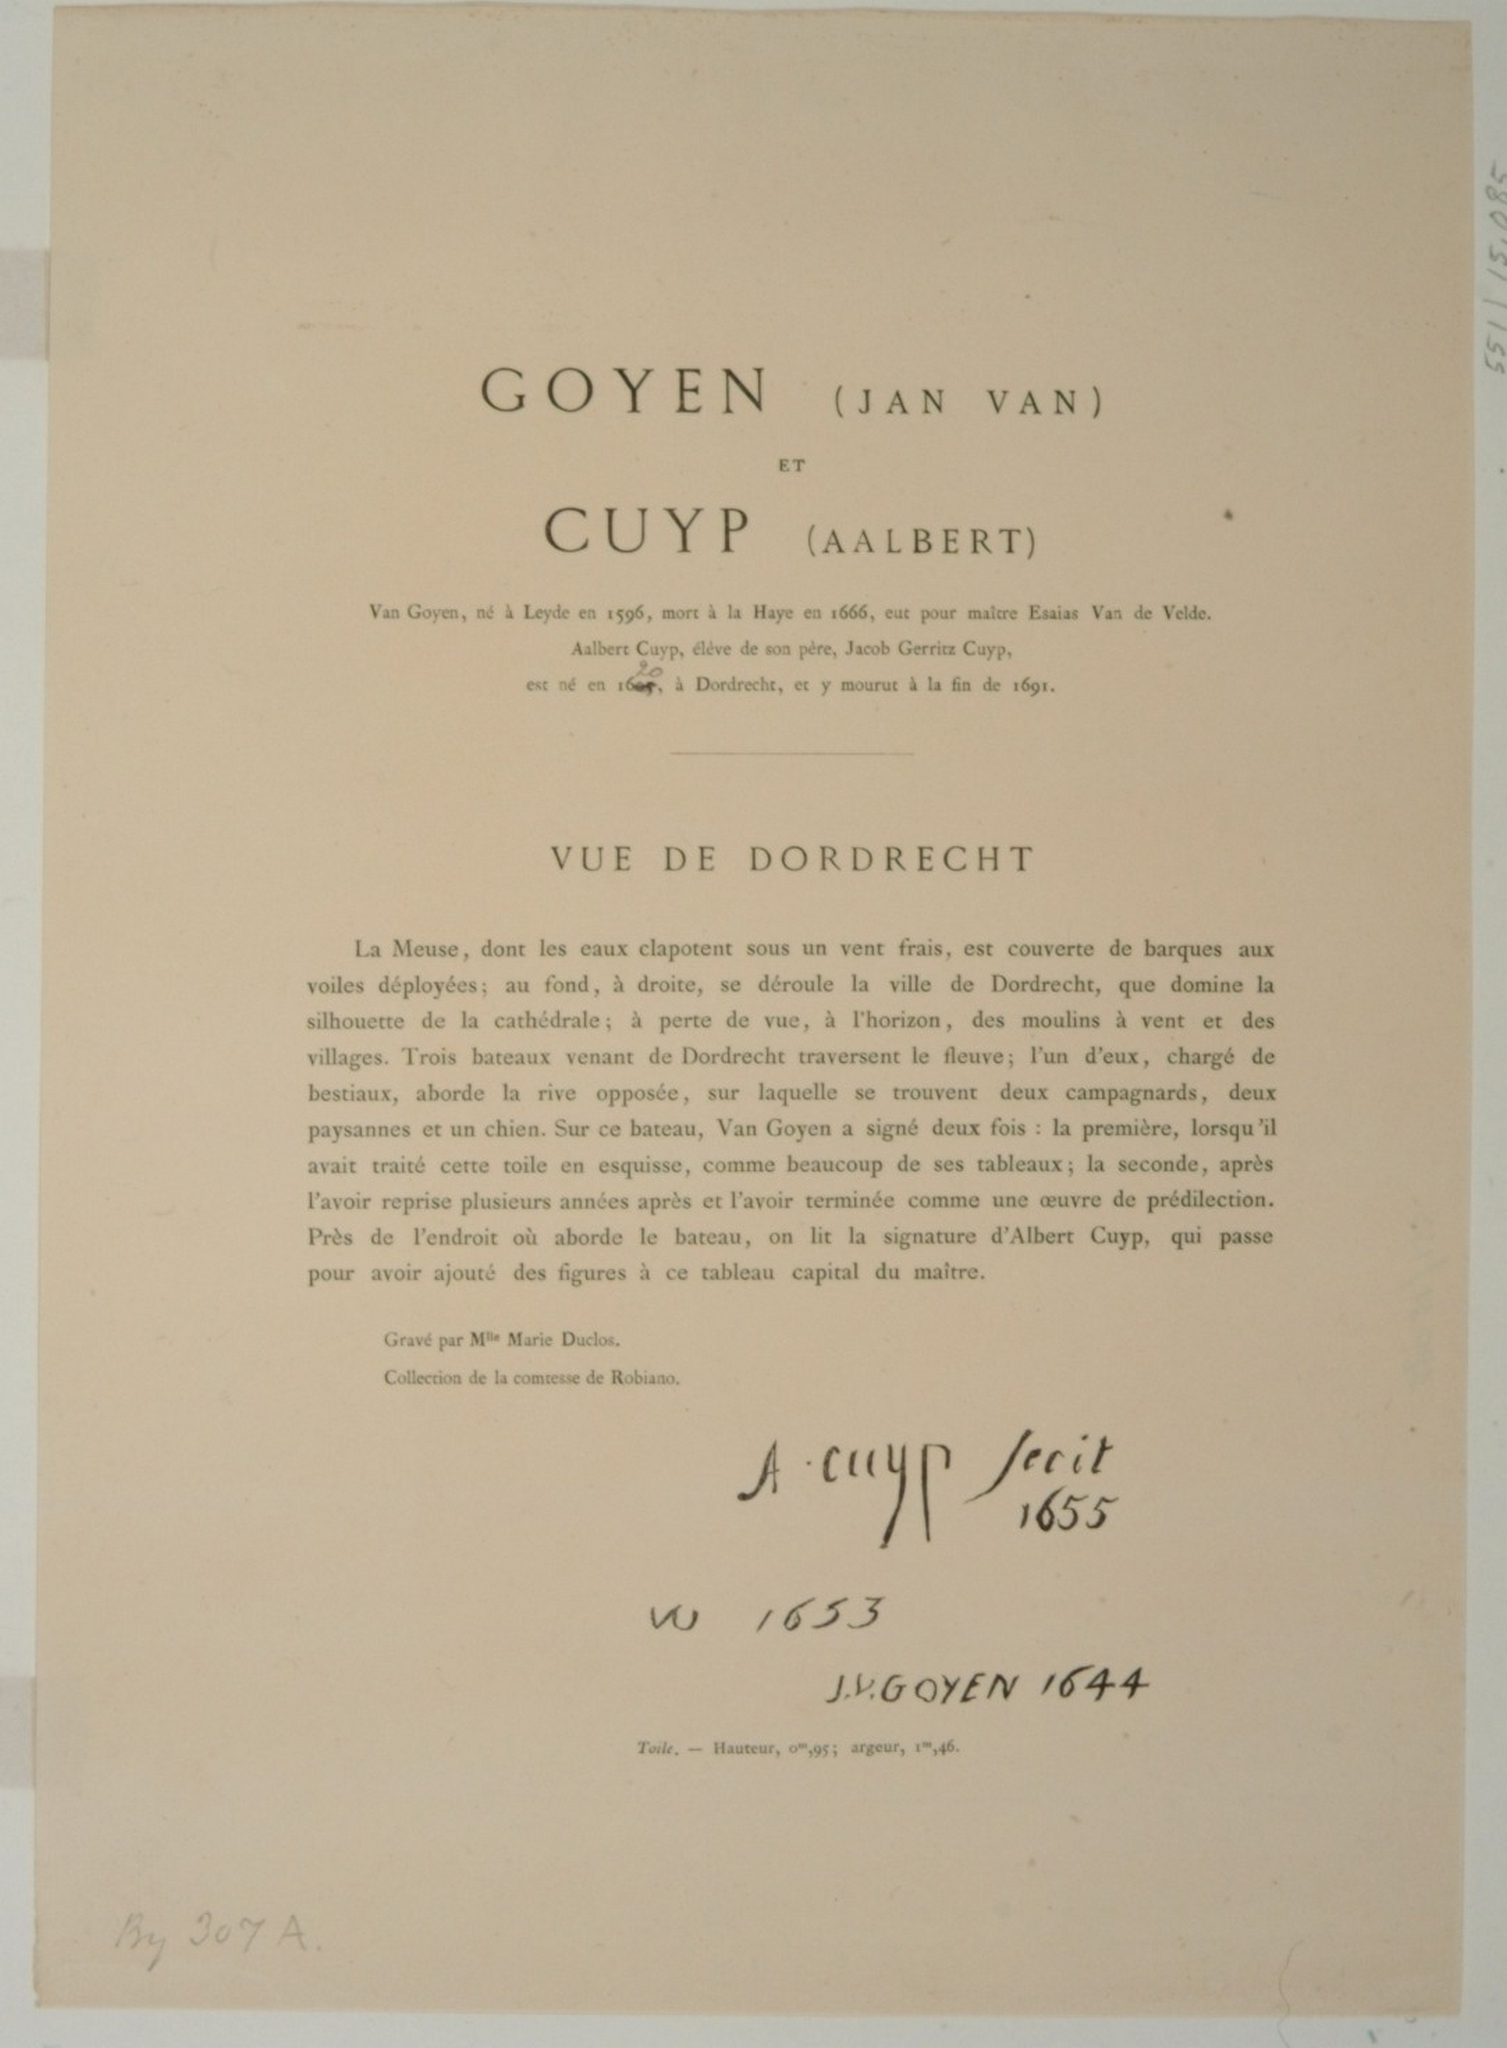 GOYEN (JAN VAN)
ET
CUYP (AALBERT)
Van Goyen, né à Leyde en 1596, mort à la Haye en 1666, eut pour maître Esaias Van de Velde.
Aalbert Cuyp, élève de son père, Jacob Gerritz Cuyp,
20
est né en 1605, à Dordrecht, et y mourut à la fin de 1691.
VUE DE DORDRECHT
La Meuse, dont les eaux clapotent sous un vent frais, est couverte de barques aux
voiles déployées; au fond, à droite, se déroule la ville de Dordrecht, que domine la
silhouette de la cathédrale; à perte de vue, à l'horizon, des moulins à vent et des
villages. Trois bateaux venant de Dordrecht traversent le fleuve; l'un d'eux, chargé de
bestiaux, aborde la rive opposée, sur laquelle se trouvent deux campagnards, deux
paysannes et un chien. Sur ce bateau, Van Goyen a signé deux fois : la première, lorsqu'il
avait traité cette toile en esquisse, comme beaucoup de ses tableaux; la seconde, après
l'avoir reprise plusieurs années après et l'avoir terminée comme une œuvre de prédilection.
Près de l'endroit où aborde le bateau, on lit la signature d'Albert Cuyp, qui passe
pour avoir ajouté des figures à ce tableau capital du maître.
Gravé par Mlle Marie Duclos.
Collection de la comtesse de Robiano.
A. cuyp fecit
1655
VG 1653
J.V. GOYEN 1644
Toile. — Hauteur, 0m,95; argeur, 1m,46.
By 307 A.
551 | 15,085